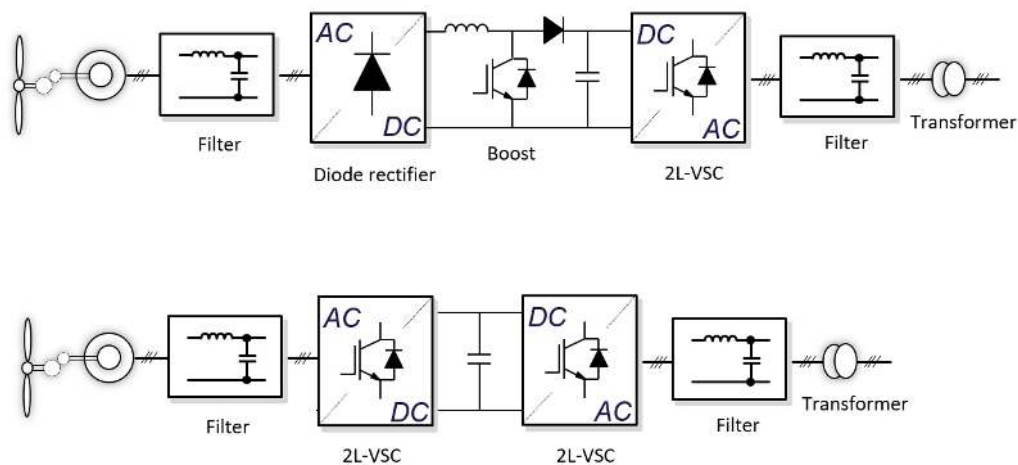 AC
DC
DC
AC
Filter
Diode rectifier
Boost
2L-VSC
Filter
Transformer
AC
DC
DC
AC
Filter
2L-VSC
2L-VSC
Filter
Transformer